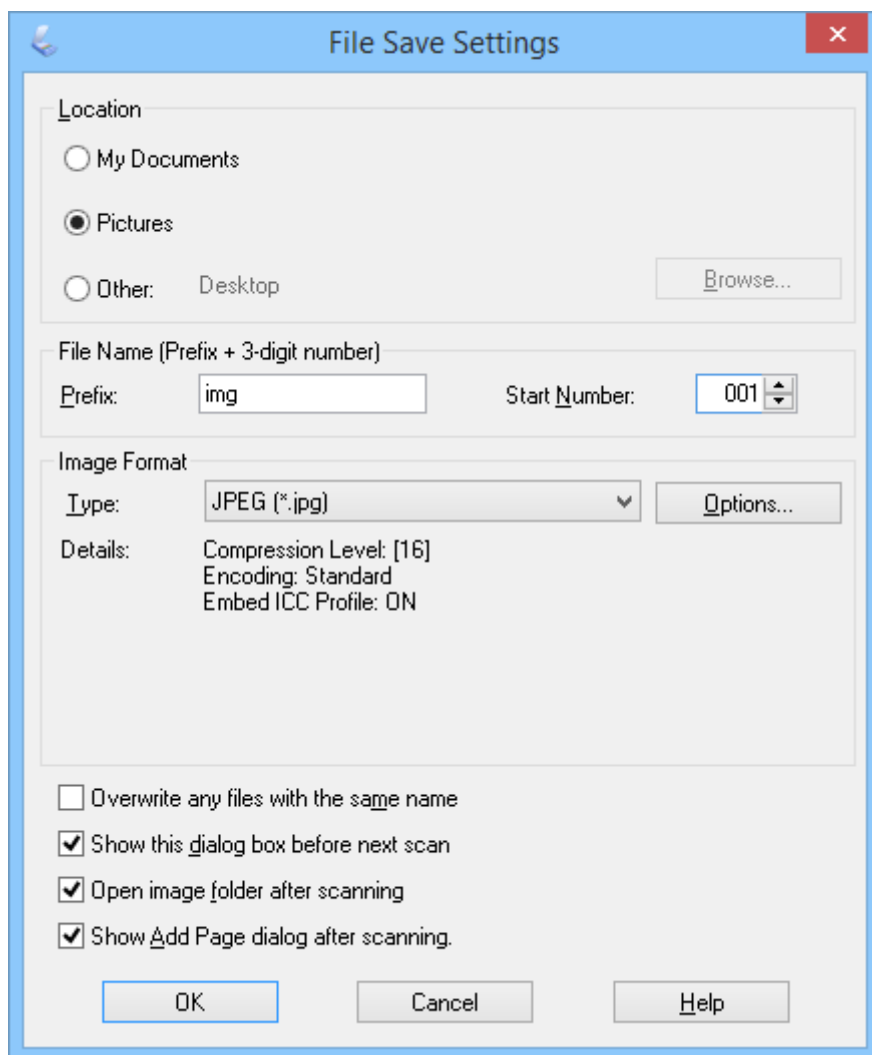 File Save Settings
Location
My Documents
Pictures
Other: Desktop Browse...
File Name (Prefix + 3-digit number)
Prefix: img Start Number: 001
Image Format
Type: JPEG (*.jpg) Options...
Details: Compression Level: [16]
Encoding: Standard
Embed ICC Profile: ON
Overwrite any files with the same name
Show this dialog box before next scan
Open image folder after scanning
Show Add Page dialog after scanning.
OK Cancel Help